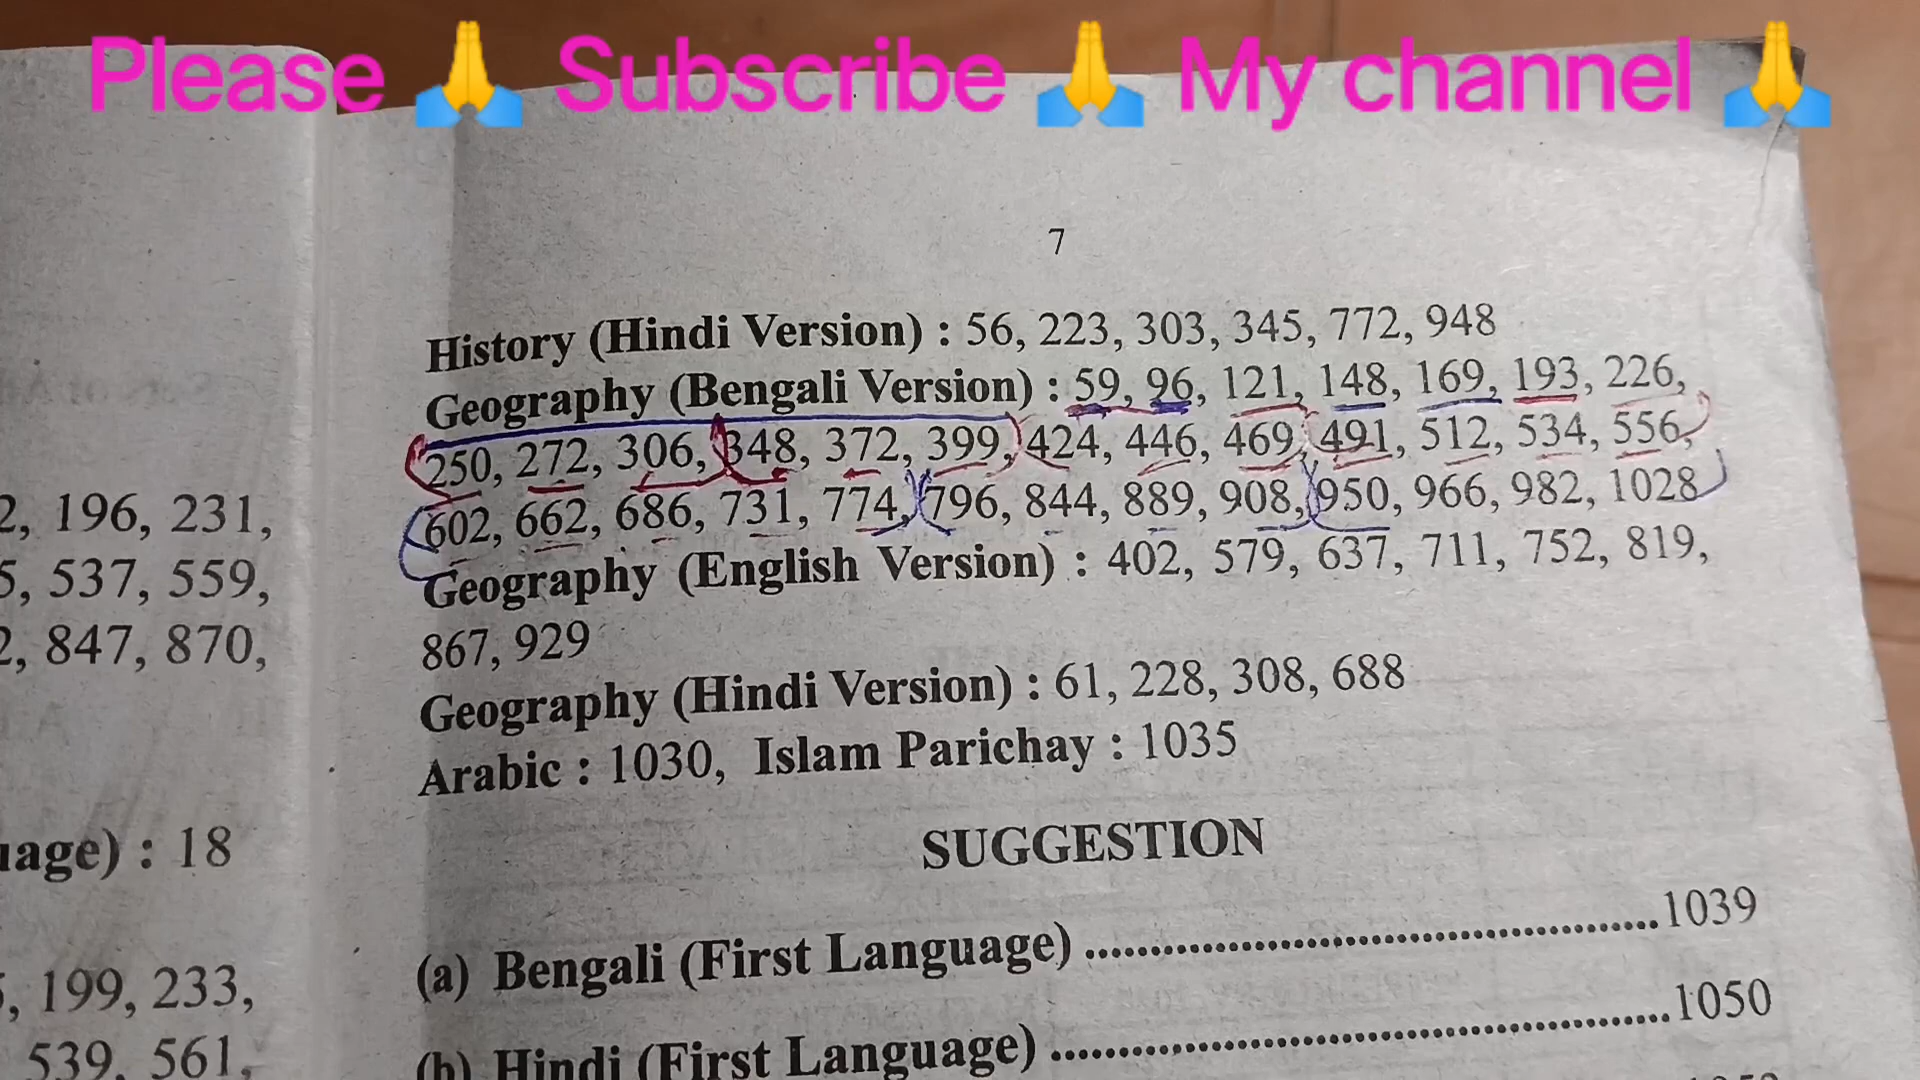 Please 🙏 Subscribe 🙏 My channel 🙏
2, 196, 231,
5, 537, 559,
2, 847, 870,
uage) : 18
, 199, 233,
539, 561,
7
History (Hindi Version) : 56, 223, 303, 345, 772, 948
Geography (Bengali Version) : 59, 96, 121, 148, 169, 193, 226,
250, 272, 306, 348, 372, 399, 424, 446, 469, 491, 512, 534, 556,
602, 662, 686, 731, 774, 796, 844, 889, 908, 950, 966, 982, 1028
Geography (English Version) : 402, 579, 637, 711, 752, 819,
867, 929
Geography (Hindi Version) : 61, 228, 308, 688
Arabic : 1030, Islam Parichay : 1035
SUGGESTION
(a) Bengali (First Language) ..........................................................1039
(b) Hindi (First Language) ..............................................................1050